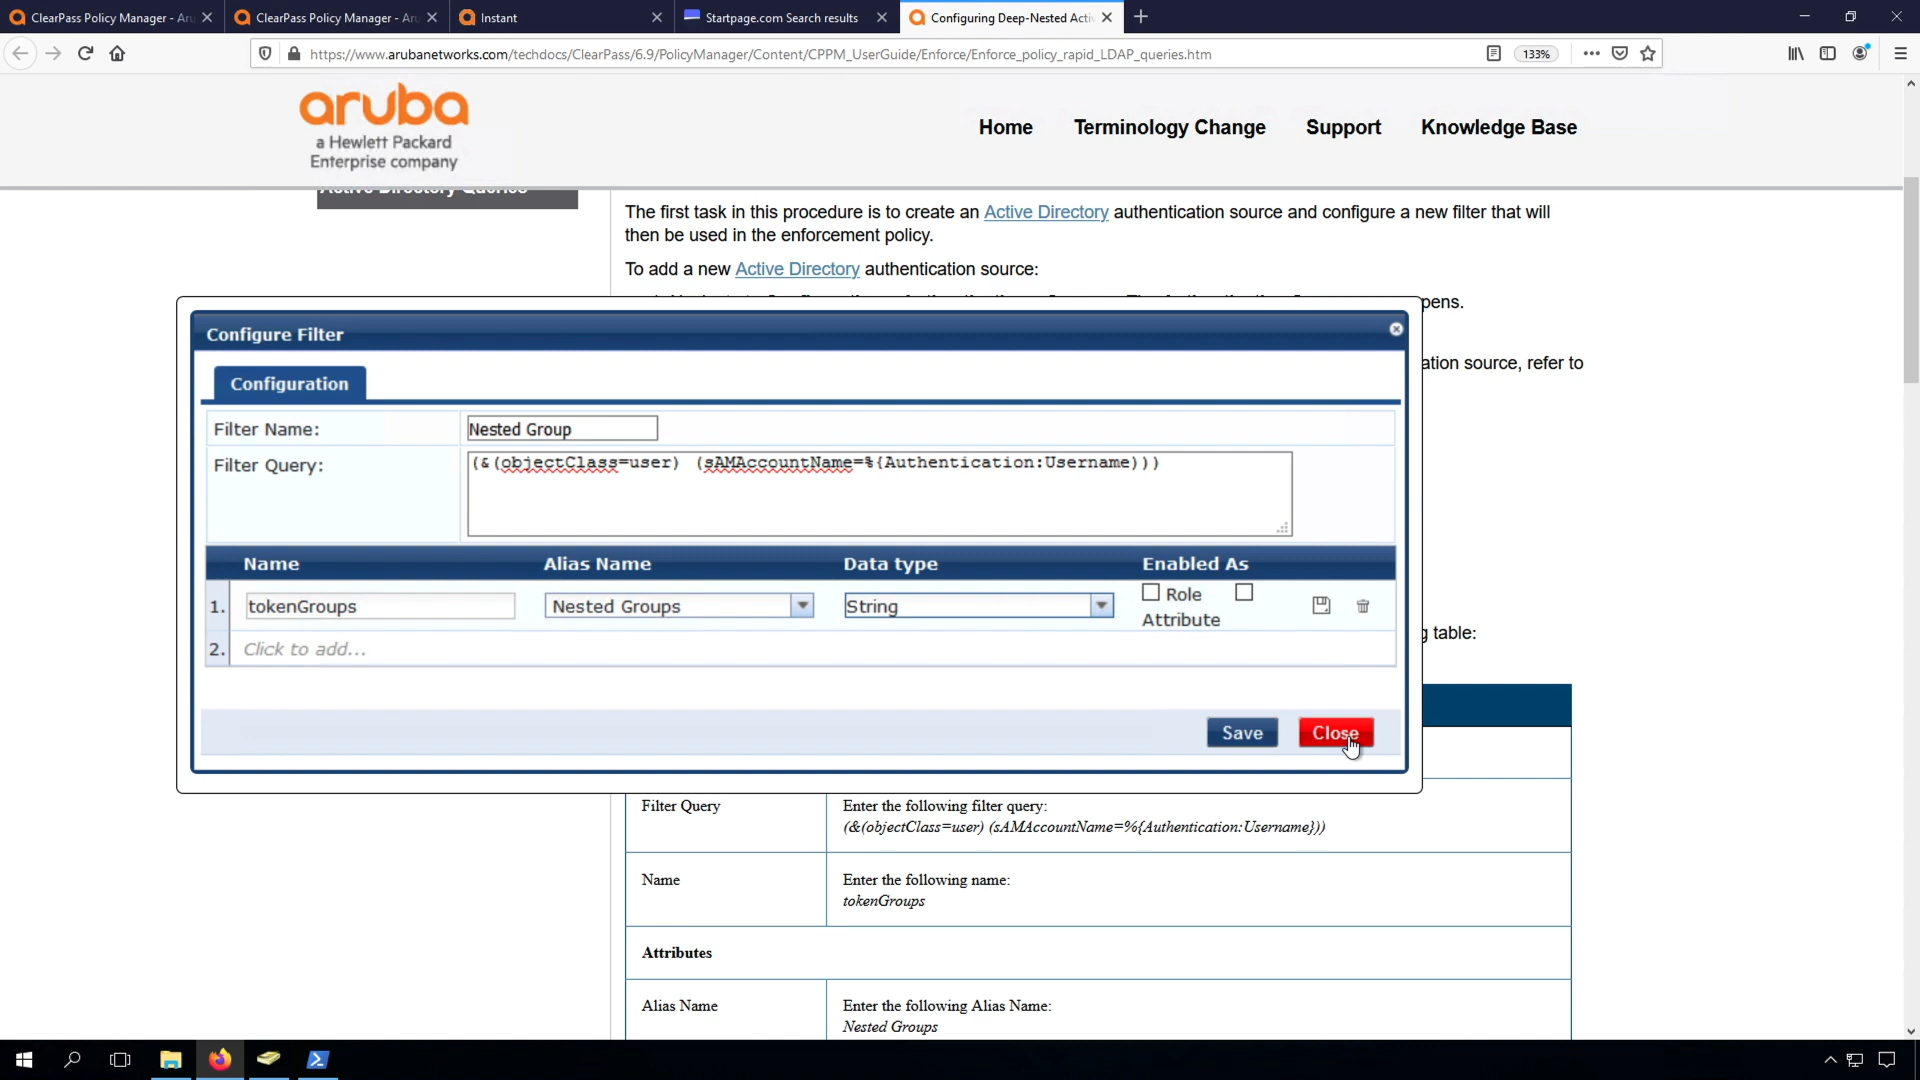 ClearPass Policy Manager - Aru
ClearPass Policy Manager - Aru
Instant
Startpage.com Search results
Configuring Deep-Nested Activ
https://www.arubanetworks.com/techdocs/ClearPass/6.9/PolicyManager/Content/CPPM_UserGuide/Enforce/Enforce_policy_rapid_LDAP_queries.htm
133%
aruba
a Hewlett Packard
Enterprise company
Home
Terminology Change
Support
Knowledge Base
Active Directory Queries
The first task in this procedure is to create an Active Directory authentication source and configure a new filter that will
then be used in the enforcement policy.
To add a new Active Directory authentication source:
pens.
ation source, refer to
Configure Filter
Configuration
Filter Name:
Nested Group
Filter Query:
(&(objectClass=user) (sAMAccountName=%{Authentication:Username}))
Name
Alias Name
Data type
Enabled As
1.
tokenGroups
Nested Groups
String
Role
Attribute
2.
Click to add...
g table:
Save
Close
Filter Query
Enter the following filter query:
(&(objectClass=user) (sAMAccountName=%{Authentication:Username}))
Name
Enter the following name:
tokenGroups
Attributes
Alias Name
Enter the following Alias Name:
Nested Groups